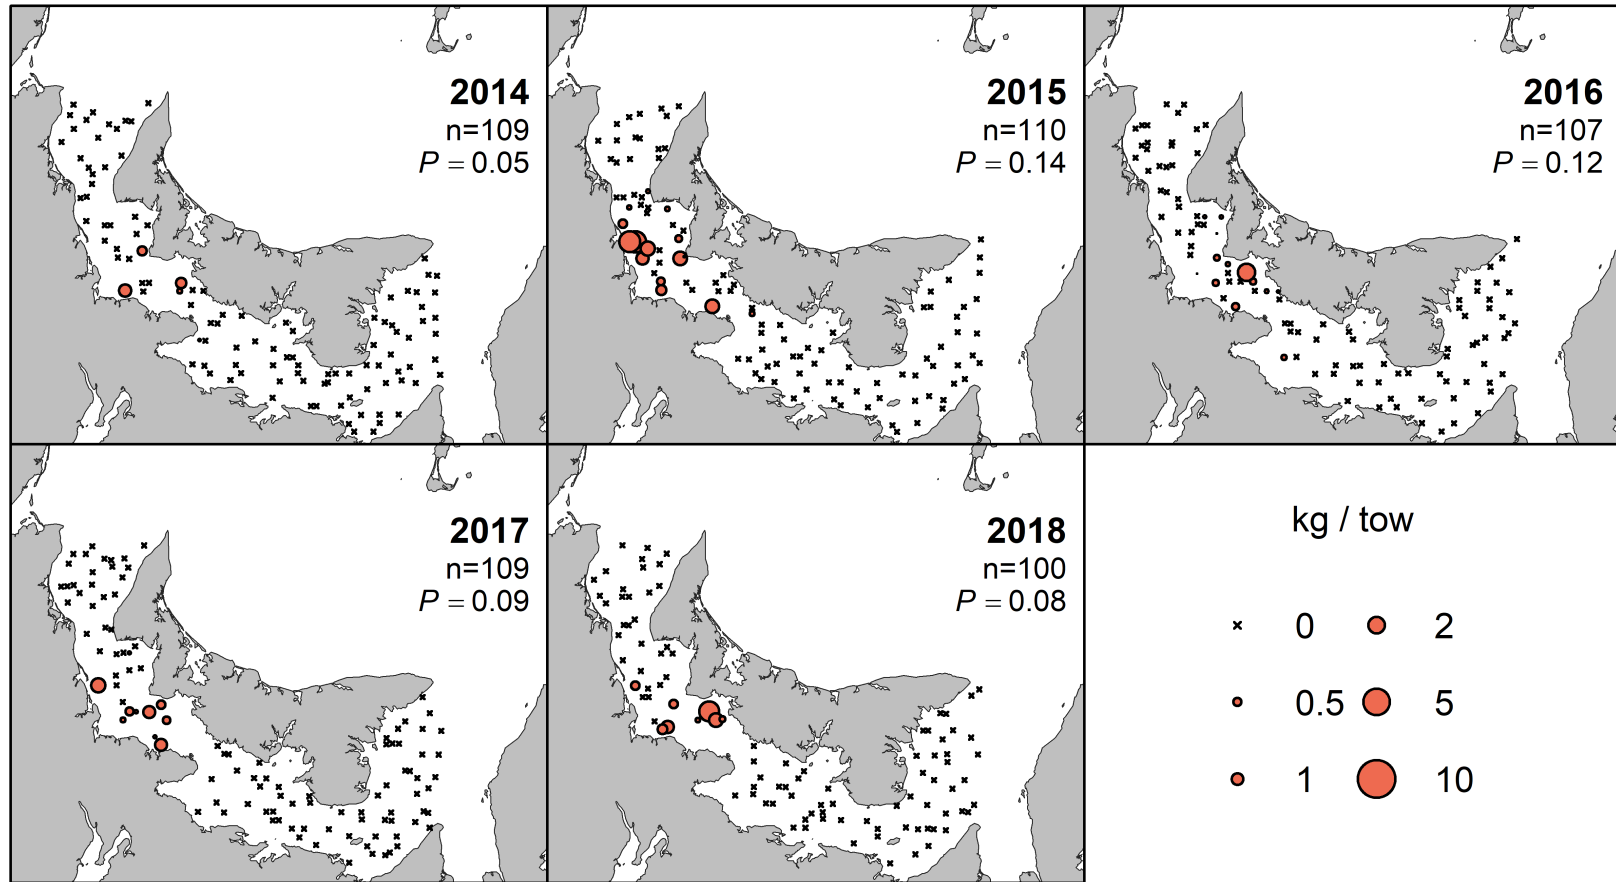 2014
n=109
P = 0.05
2015
n=110
P = 0.14
2016
n=107
P = 0.12
2017
n=109
P = 0.09
2018
n=100
P = 0.08
kg / tow
0 2
0.5 5
1 10